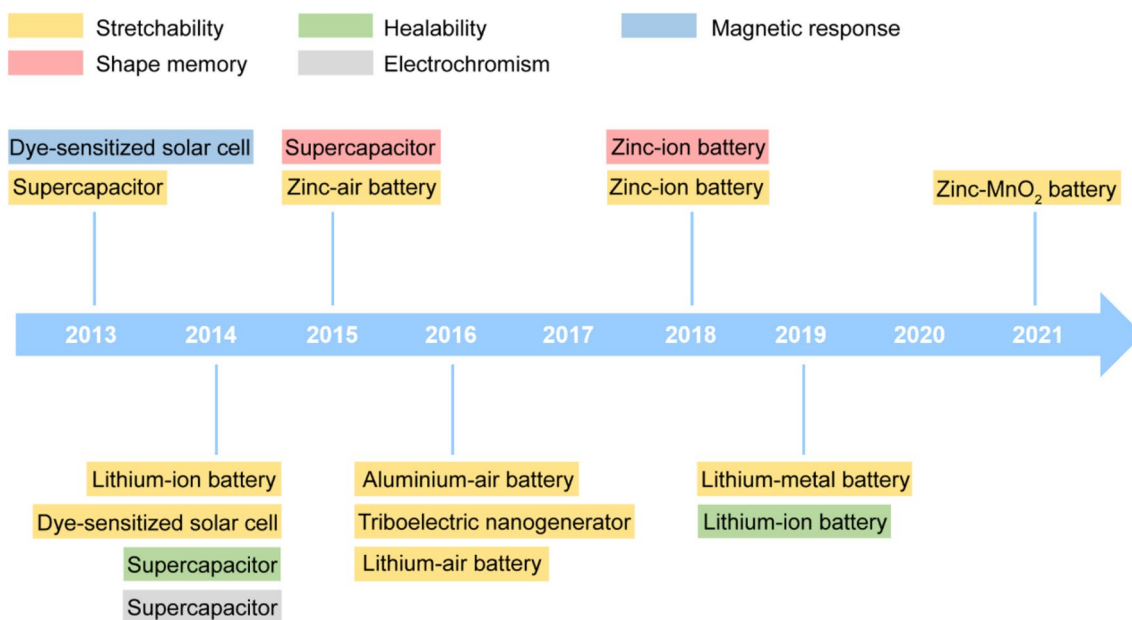 Stretchability
Healability
Magnetic response
Shape memory
Electrochromism
Dye-sensitized solar cell
Supercapacitor
Zinc-ion battery
Supercapacitor
Zinc-air battery
Zinc-ion battery
Zinc-MnO₂ battery
2013 2014 2015 2016 2017 2018 2019 2020 2021
Lithium-ion battery
Aluminium-air battery
Lithium-metal battery
Dye-sensitized solar cell
Triboelectric nanogenerator
Lithium-ion battery
Supercapacitor
Lithium-air battery
Supercapacitor